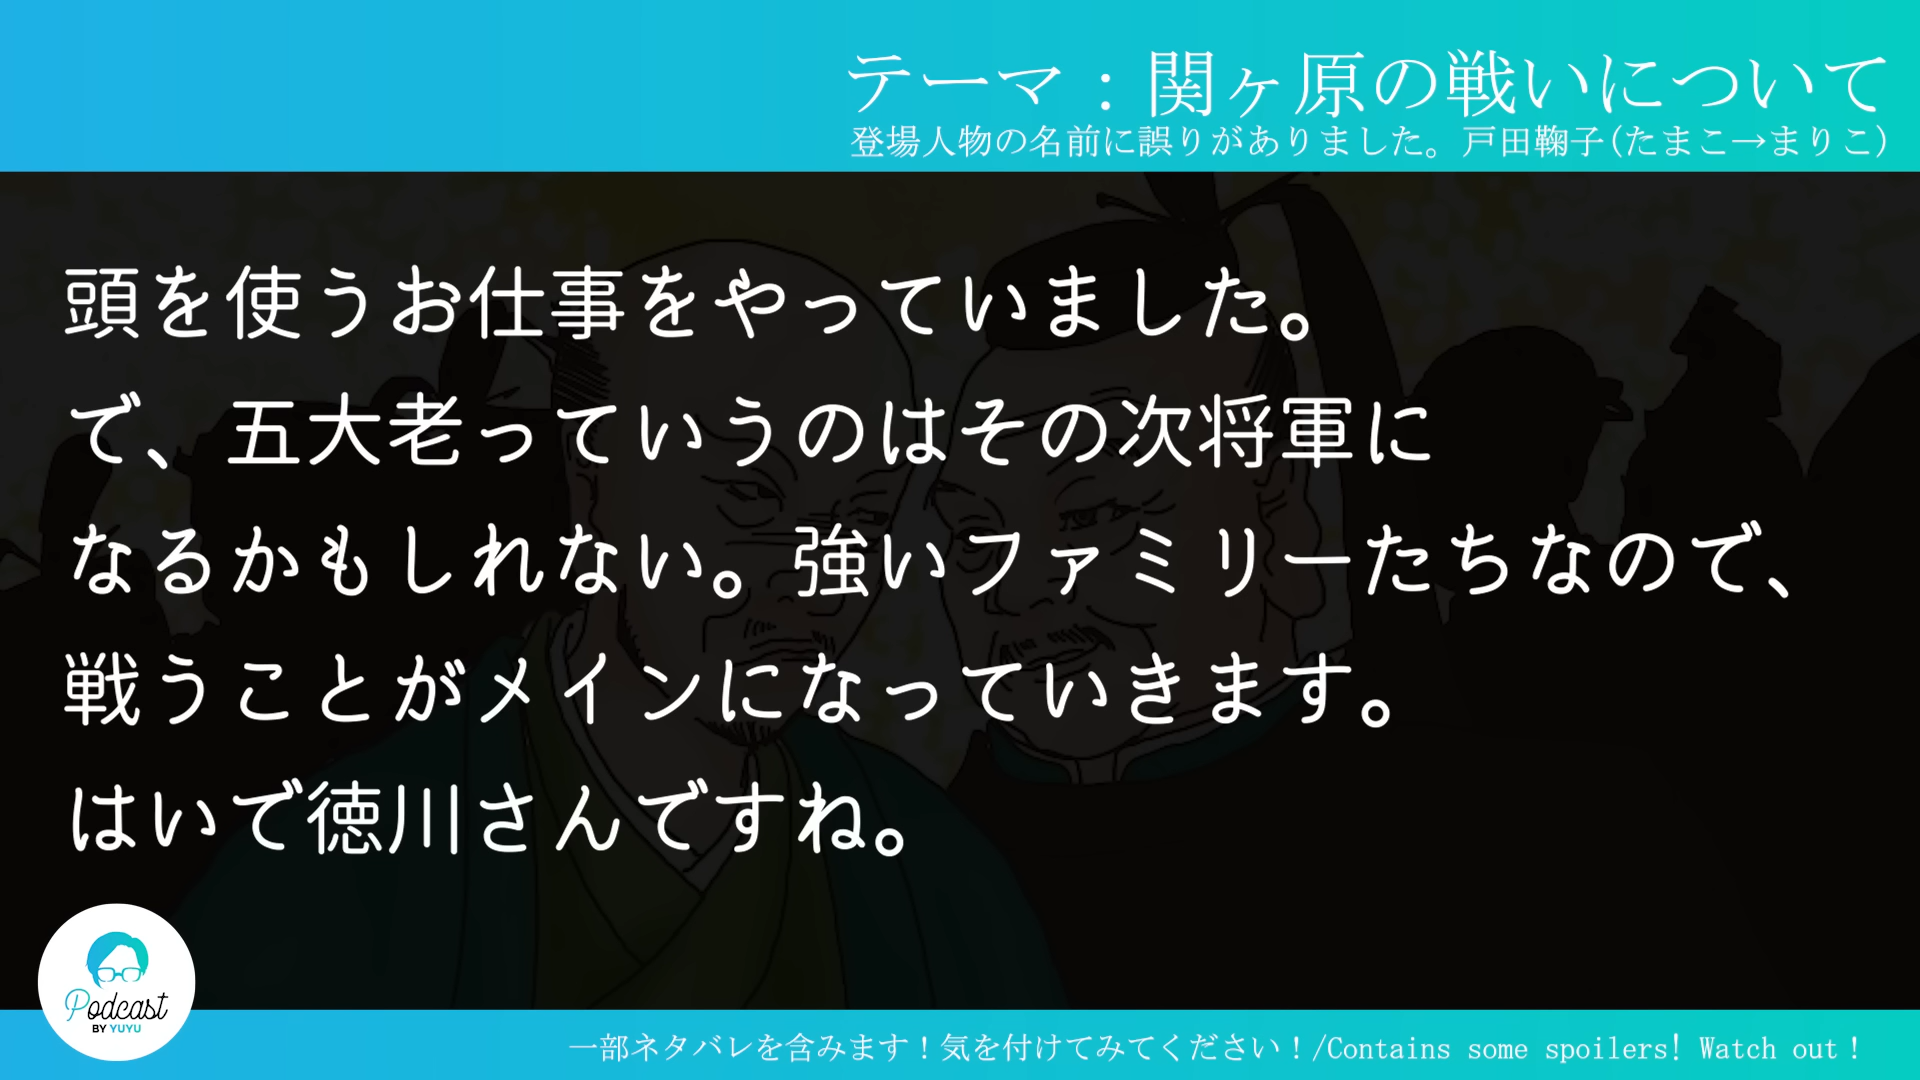 テーマ：関ヶ原の戦いについて
登場人物の名前に誤りがありました。戸田鞠子(たまこ→まりこ)
頭を使うお仕事をやっていました。
で、五大老っていうのはその次将軍に
なるかもしれない。強いファミリーたちなので、
戦うことがメインになっていきます。
はいで徳川さんですね。
Podcast
BY YUYU
一部ネタバレを含みます！気を付けてみてください！/Contains some spoilers! Watch out！